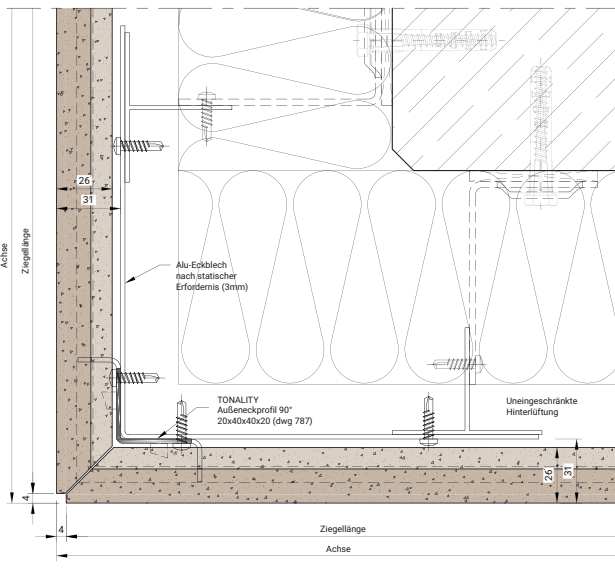 26
31
Achse
Ziegellänge
Alu-Eckblech
nach statischer
Erfordernis (3mm)
TONALITY
Außeneckprofil 90°
20x40x40x20 (dwg 787)
Uneingeschränkte
Hinterlüftung
26
31
4
4
Ziegellänge
Achse